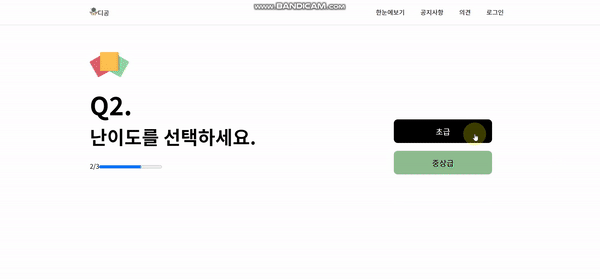 www.BANDICAM.com
디공
한눈에보기 공지사항 의견 로그인
Q2.
난이도를 선택하세요.
초급
중상급
2/3